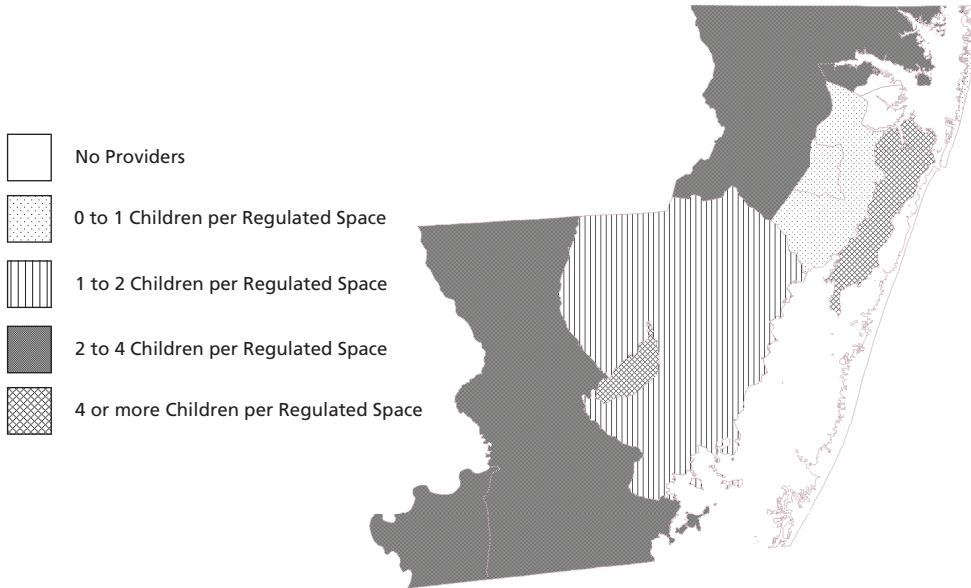 No Providers
0 to 1 Children per Regulated Space
1 to 2 Children per Regulated Space
2 to 4 Children per Regulated Space
4 or more Children per Regulated Space